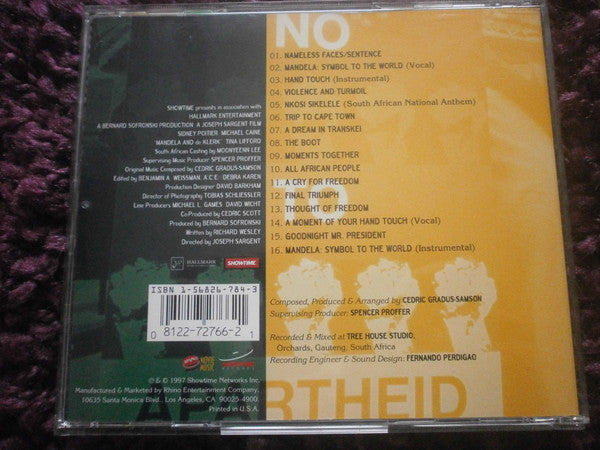 NO
01. NAMELESS FACES/SENTENCE
02. MANDELA: SYMBOL TO THE WORLD (Vocal)
03. HAND TOUCH (Instrumental)
04. VIOLENCE AND TURMOIL
05. NKOSI SIKELELE (South African National Anthem)
06. TRIP TO CAPE TOWN
07. A DREAM IN TRANSKEI
08. THE BOOT
09. MOMENTS TOGETHER
10. ALL AFRICAN PEOPLE
11. A CRY FOR FREEDOM
12. FINAL TRIUMPH
13. THOUGHT OF FREEDOM
14. A MOMENT OF YOUR HAND TOUCH (Vocal)
15. GOODNIGHT MR. PRESIDENT
16. MANDELA: SYMBOL TO THE WORLD (Instrumental)
SHOWTIME presents in association with
HALLMARK ENTERTAINMENT
A BERNARD SOFRONSKI PRODUCTION A JOSEPH SARGENT FILM
SIDNEY POITIER MICHAEL CAINE
"MANDELA AND de KLERK" TINA LIFFORD
South African Casting by MOONYEENN LEE
Supervising Music Producer SPENCER PROFFER
Original Music Composed by CEDRIC GRADUS-SAMSON
Edited by BENJAMIN A. WEISSMAN, A.C.E. DEBRA KAREN
Production Designer DAVID BARKHAM
Director of Photography TOBIAS SCHLIESSLER
Line Producers MICHAEL L. GAMES DAVID WICHT
Co-Produced by CEDRIC SCOTT
Produced by BERNARD SOFRONSKI
Written by RICHARD WESLEY
Directed by JOSEPH SARGENT
HALLMARK
SHOWTIME
ISBN 1-56826-784-3
0 8122-72766-2 1
Composed, Produced & Arranged by CEDRIC GRADUS-SAMSON
Supervising Producer: SPENCER PROFFER
Recorded & Mixed at TREE HOUSE STUDIO,
Orchards, Gauteng, South Africa
Recording Engineer & Sound Design: FERNANDO PERDIGAO
MOVIE
MUSIC
℗ & © 1997 Showtime Networks Inc.
Manufactured & Marketed by Rhino Entertainment Company,
10635 Santa Monica Blvd., Los Angeles, CA 90025-4900.
Printed in U.S.A.
APARTHEID